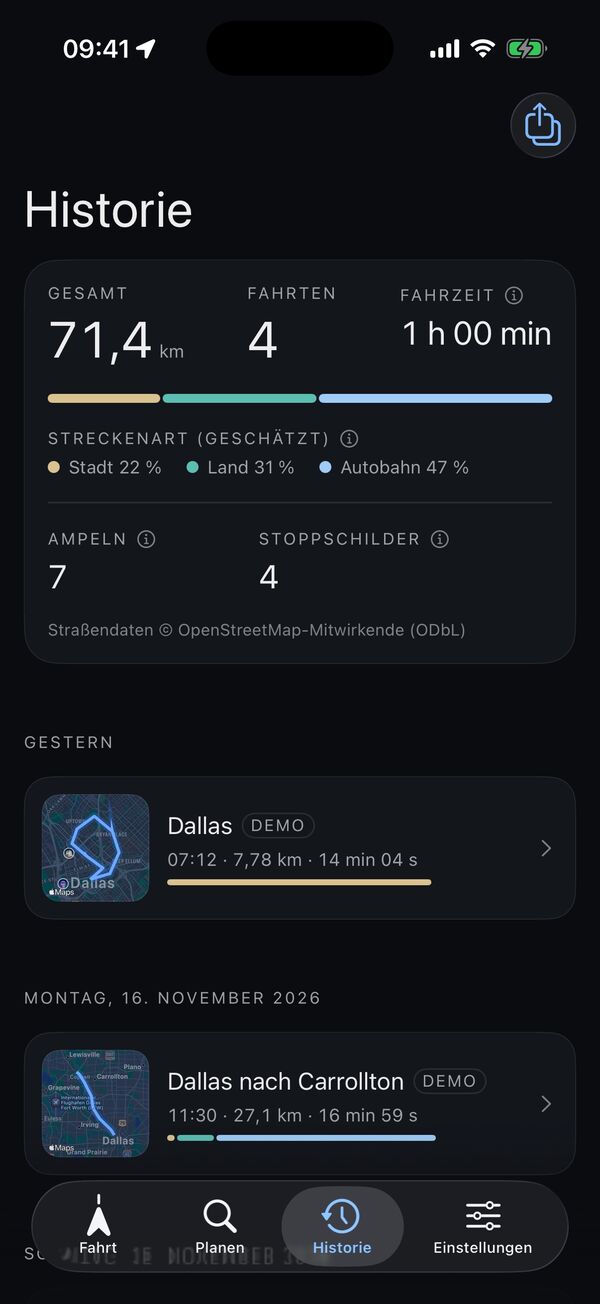 09:41
Historie
GESAMT FAHRTEN FAHRZEIT
71,4 km 4 1 h 00 min
STRECKENART (GESCHÄTZT)
Stadt 22 % Land 31 % Autobahn 47 %
AMPELN STOPPSCHILDER
7 4
Straßendaten © OpenStreetMap-Mitwirkende (ODbL)
GESTERN
UPTOWN
Dallas
Maps
Dallas DEMO
07:12 · 7,78 km · 14 min 04 s
MONTAG, 16. NOVEMBER 2026
Lewisville
Plano
Carrollton
Grapevine
Irving
Dallas
Maps
Grand Prairie
Dallas nach Carrollton DEMO
11:30 · 27,1 km · 16 min 59 s
Fahrt Planen Historie Einstellungen